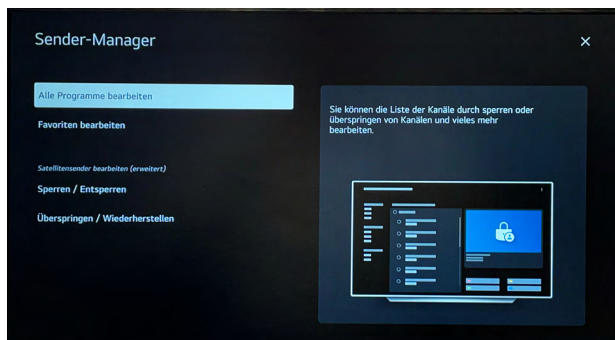 Sender-Manager
Alle Programme bearbeiten
Favoriten bearbeiten
Satellitensender bearbeiten (erweitert)
Sperren / Entsperren
Überspringen / Wiederherstellen
Sie können die Liste der Kanäle durch sperren oder
überspringen von Kanälen und vieles mehr
bearbeiten.